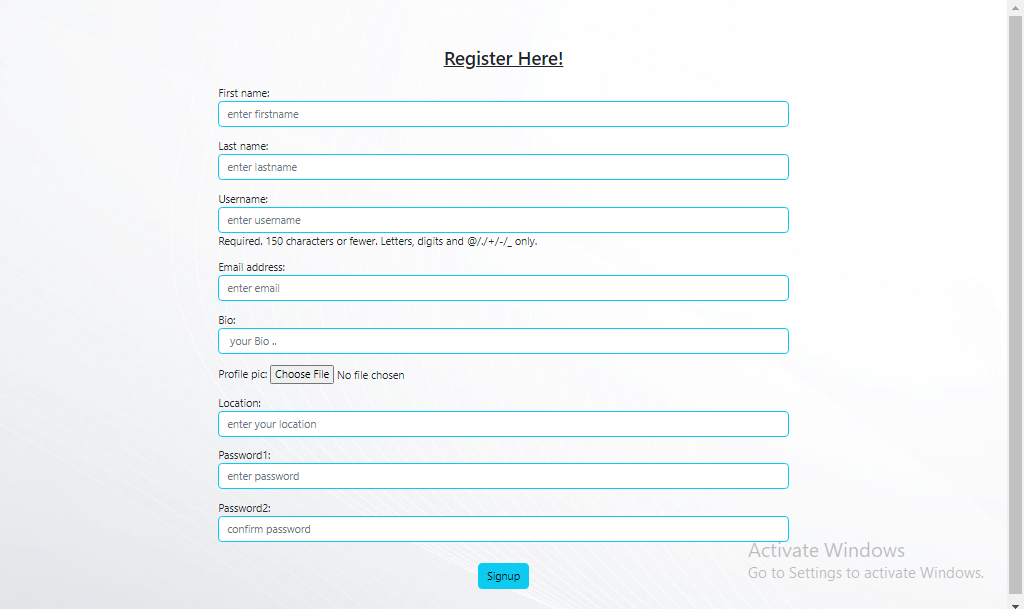 Register Here!
First name:
enter firstname
Last name:
enter lastname
Username:
enter username
Required. 150 characters or fewer. Letters, digits and @/./+/-/_ only.
Email address:
enter email
Bio:
your Bio ..
Profile pic: Choose File No file chosen
Location:
enter your location
Password1:
enter password
Password2:
confirm password
Activate Windows
Go to Settings to activate Windows.
Signup